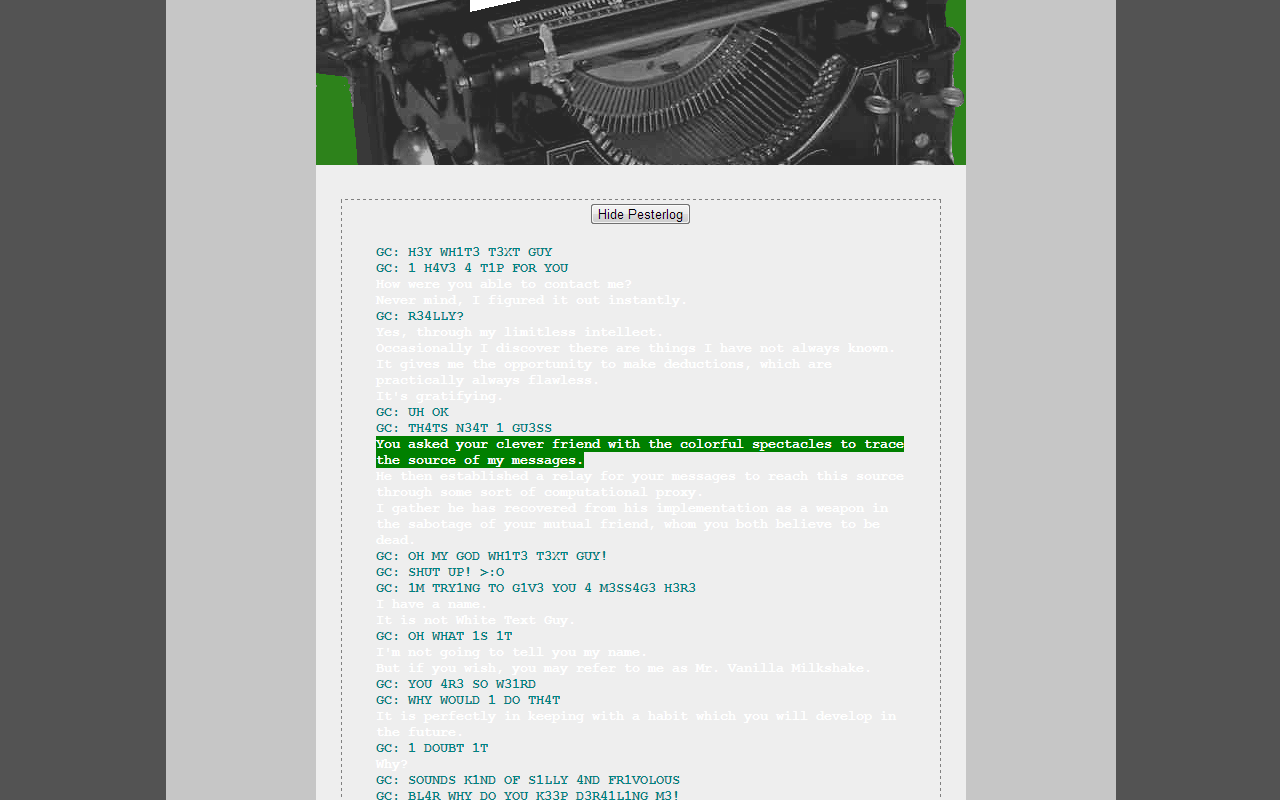 Hide Pesterlog
GC: H3Y WH1T3 T3XT GUY
GC: 1 H4V3 4 T1P FOR YOU
How were you able to contact me?
Never mind, I figured it out instantly.
GC: R34LLY?
Yes, through my limitless intellect.
Occasionally I discover there are things I have not always known.
It gives me the opportunity to make deductions, which are
practically always flawless.
It's gratifying.
GC: UH OK
GC: TH4TS N34T 1 GU3SS
You asked your clever friend with the colorful spectacles to trace
the source of my messages.
He then established a relay for your messages to reach this source
through some sort of computational proxy.
I gather he has recovered from his implementation as a weapon in
the sabotage of your mutual friend, whom you both believe to be
dead.
GC: OH MY GOD WH1T3 T3XT GUY!
GC: SHUT UP! >:O
GC: 1M TRY1NG TO G1V3 YOU 4 M3SS4G3 H3R3
I have a name.
It is not White Text Guy.
GC: OH WHAT 1S 1T
I'm not going to tell you my name.
But if you wish, you may refer to me as Mr. Vanilla Milkshake.
GC: YOU 4R3 SO W31RD
GC: WHY WOULD 1 DO TH4T
It is perfectly in keeping with a habit which you will develop in
the future.
GC: 1 DOUBT 1T
Why?
GC: SOUNDS K1ND OF S1LLY 4ND FR1VOLOUS
GC: BL4R WHY DO YOU K33P D3R41L1NG M3!